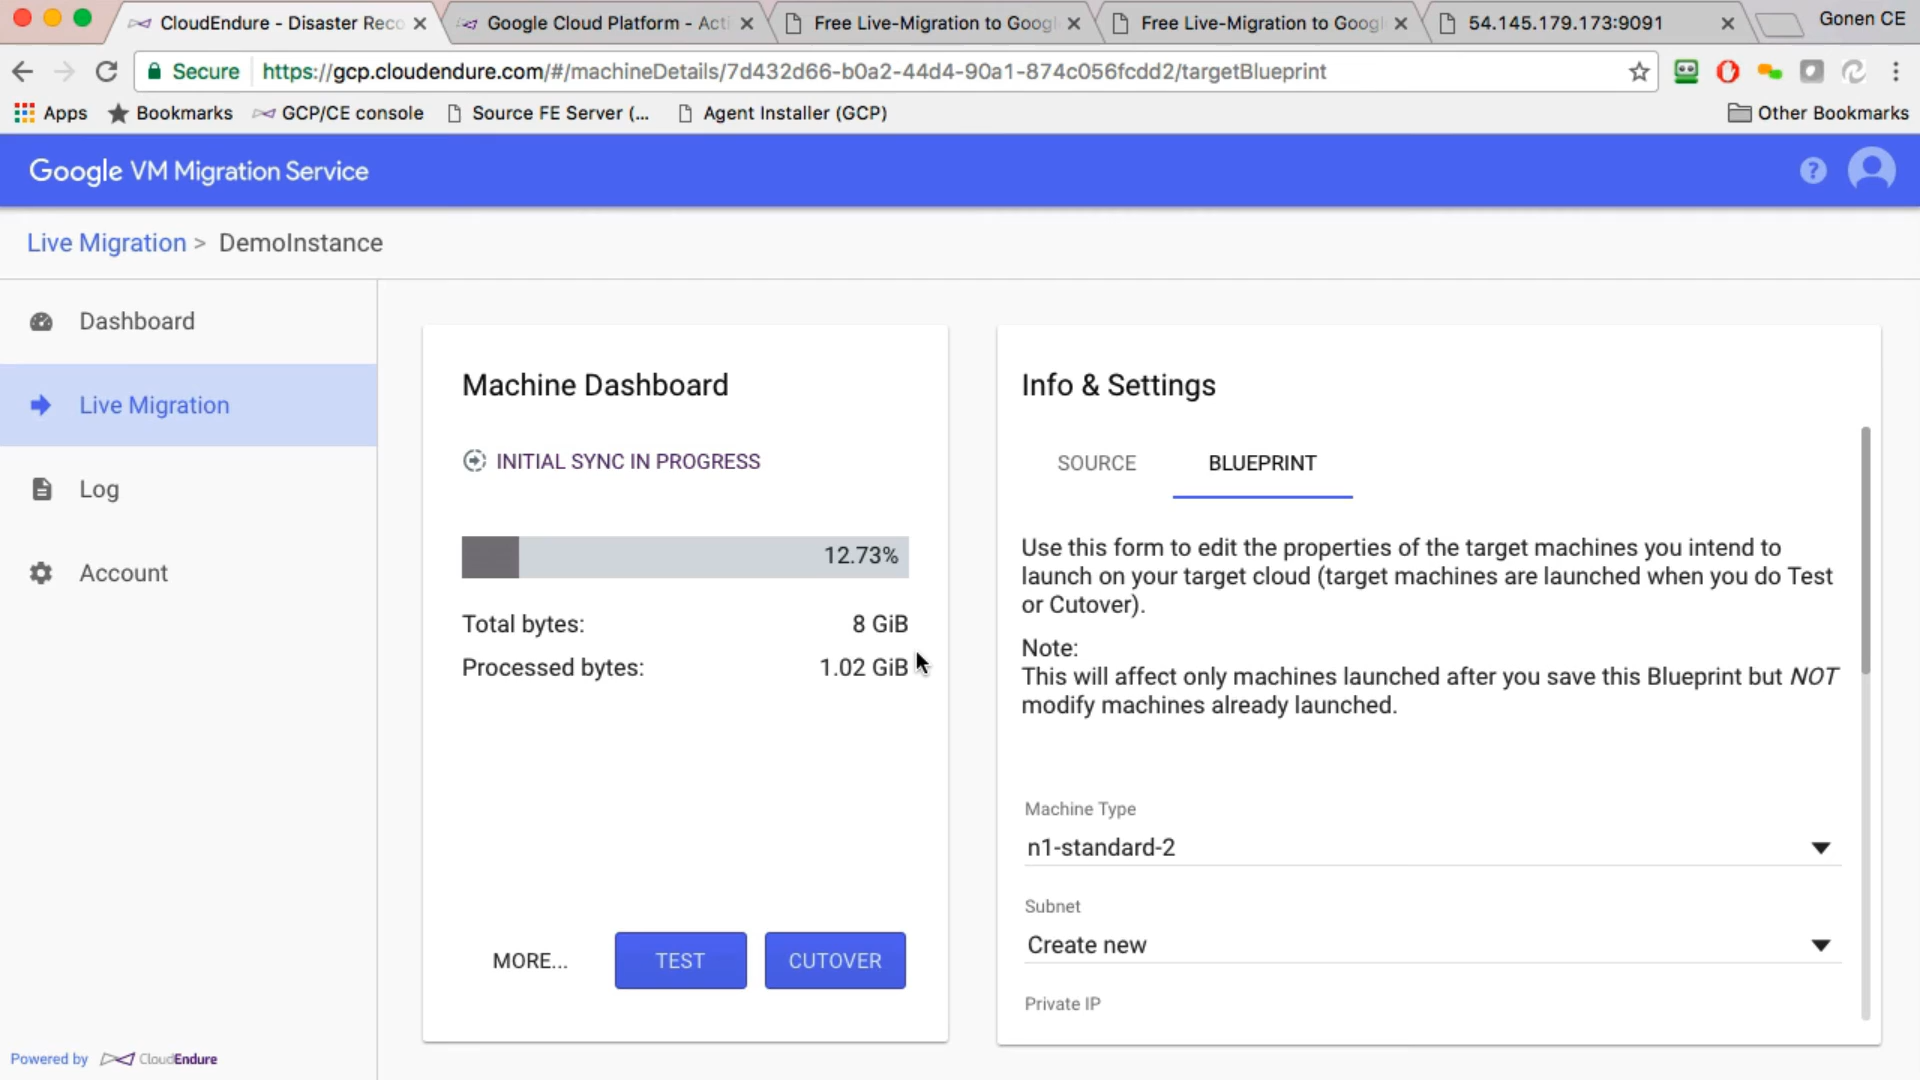 CloudEndure - Disaster Reco
Google Cloud Platform - Acti
Free Live-Migration to Googl
Free Live-Migration to Googl
54.145.179.173:9091
Gonen CE
Secure
https://gcp.cloudendure.com/#/machineDetails/7d432d66-b0a2-44d4-90a1-874c056fcdd2/targetBlueprint
Apps
Bookmarks
GCP/CE console
Source FE Server (...
Agent Installer (GCP)
Other Bookmarks
Google VM Migration Service
?
Live Migration > DemoInstance
Dashboard
Live Migration
Log
Account
Powered by CloudEndure
Machine Dashboard
INITIAL SYNC IN PROGRESS
12.73%
Total bytes: 8 GiB
Processed bytes: 1.02 GiB
MORE...
TEST
CUTOVER
Info & Settings
SOURCE
BLUEPRINT
Use this form to edit the properties of the target machines you intend to
launch on your target cloud (target machines are launched when you do Test
or Cutover).
Note:
This will affect only machines launched after you save this Blueprint but NOT
modify machines already launched.
Machine Type
n1-standard-2
Subnet
Create new
Private IP